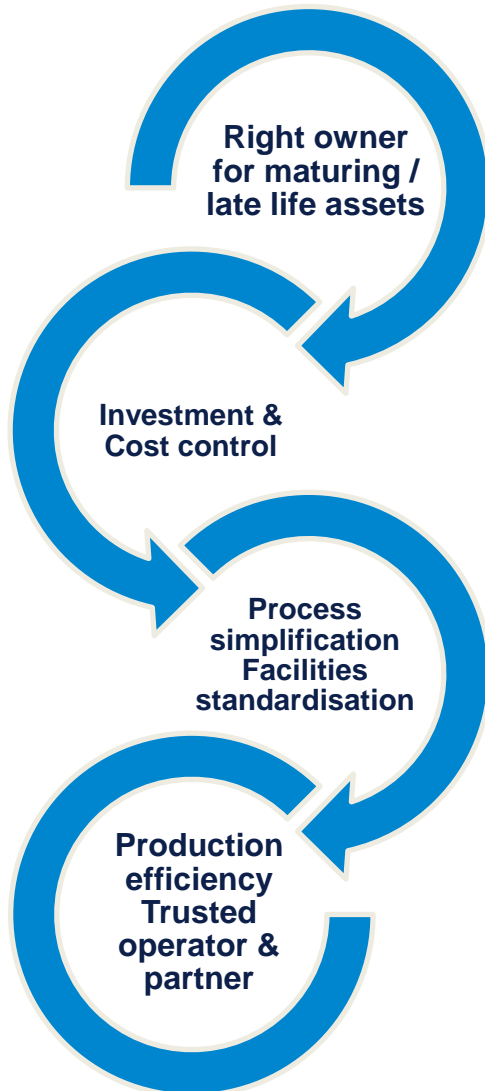 Right owner
for maturing /
late life assets
Investment &
Cost control
Process
simplification
Facilities
standardisation
Production
efficiency
Trusted
operator &
partner